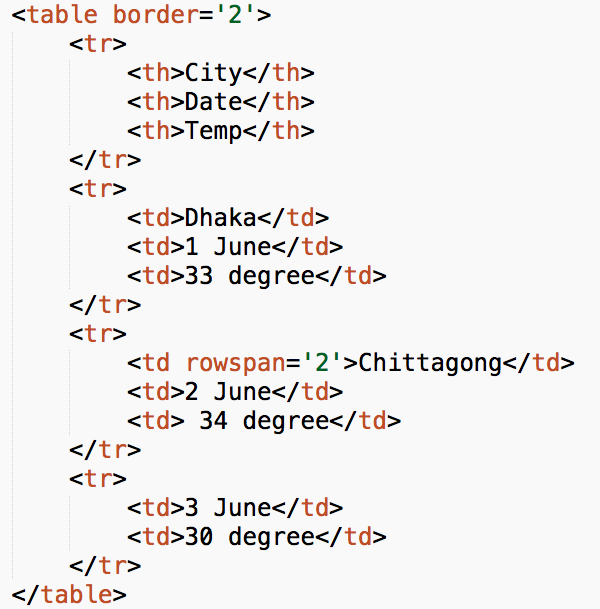 <table border='2'>
    <tr>
        <th>City</th>
        <th>Date</th>
        <th>Temp</th>
    </tr>
    <tr>
        <td>Dhaka</td>
        <td>1 June</td>
        <td>33 degree</td>
    </tr>
    <tr>
        <td rowspan='2'>Chittagong</td>
        <td>2 June</td>
        <td> 34 degree</td>
    </tr>
    <tr>
        <td>3 June</td>
        <td>30 degree</td>
    </tr>
</table>